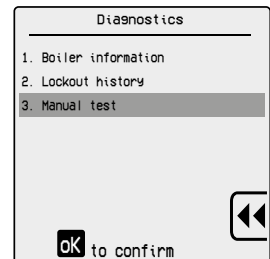 Diagnostics
1. Boiler information
2. Lockout history
3. Manual test
OK to confirm